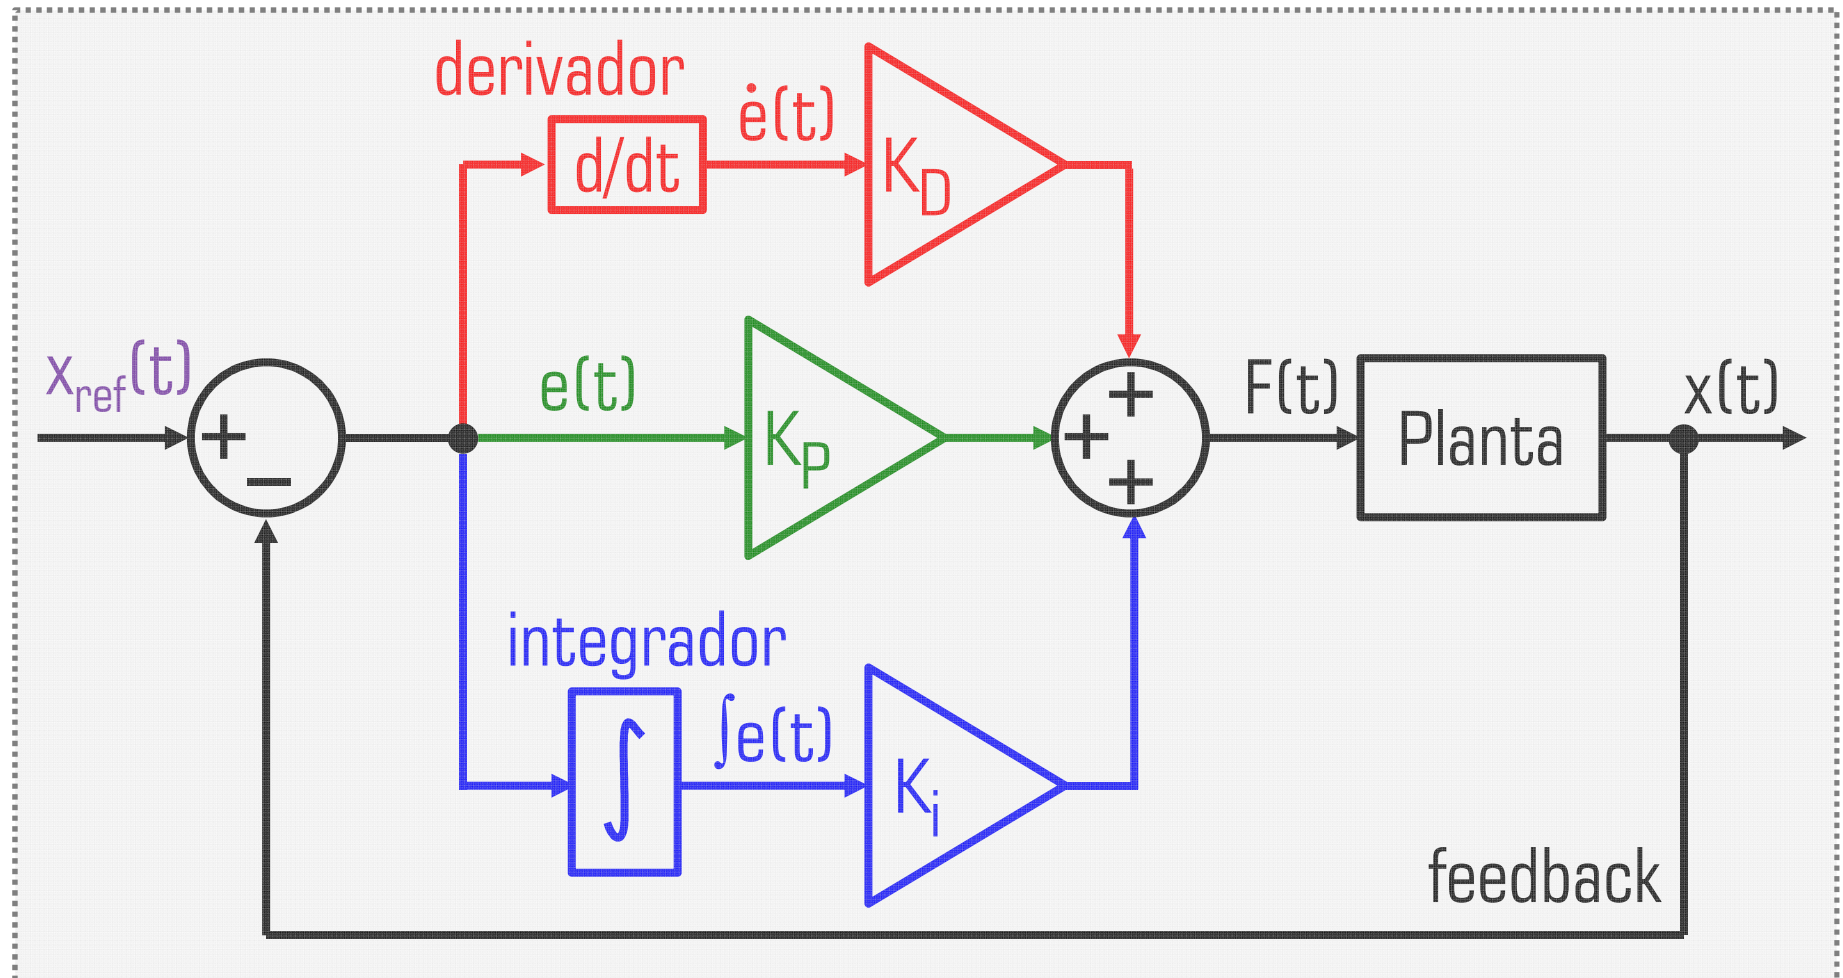 derivador
d/dt
ė(t)
K_D
x_ref(t)
+
−
e(t)
K_P
+
+
+
F(t)
Planta
x(t)
integrador
∫
∫e(t)
K_i
feedback